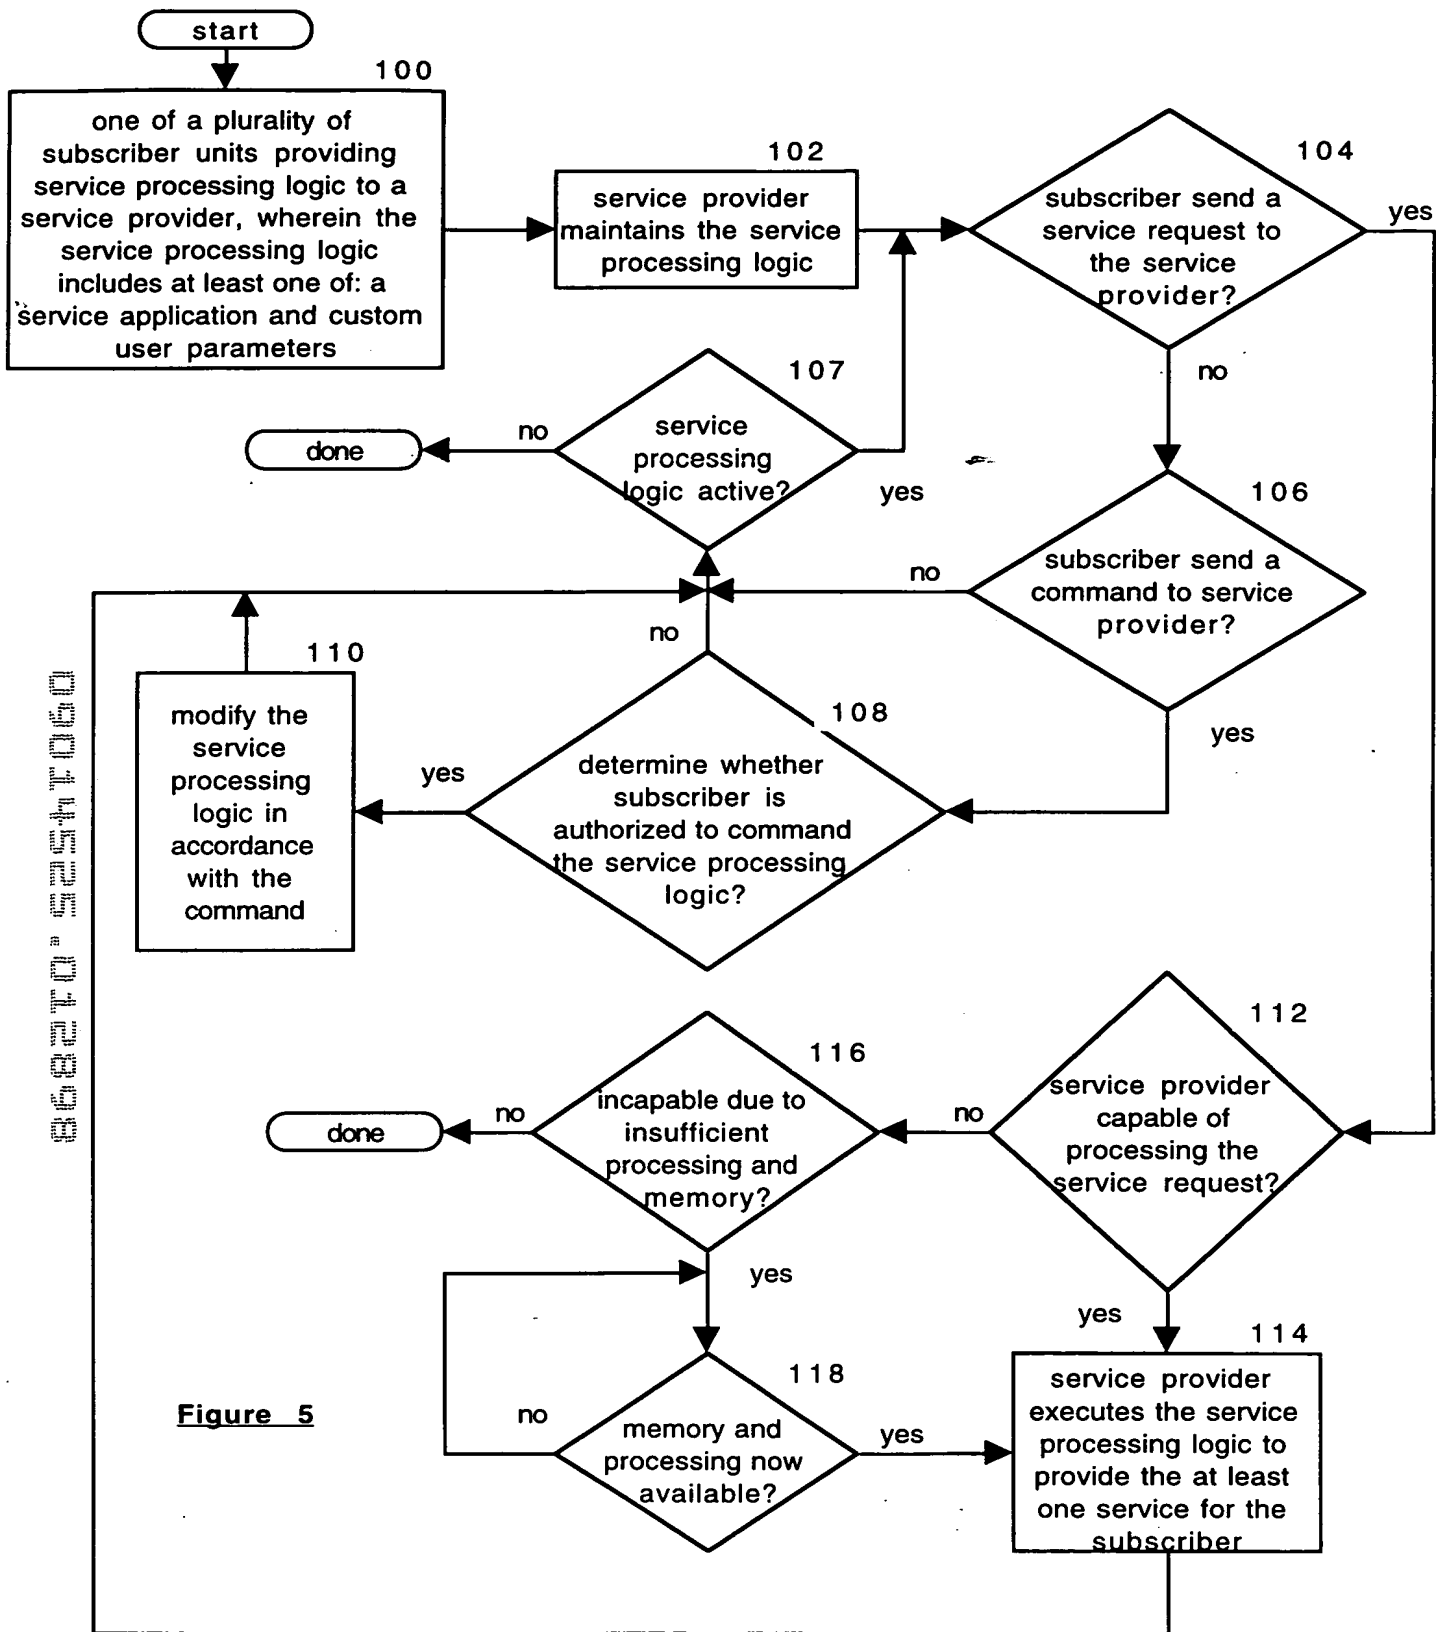 start
100
one of a plurality of
subscriber units providing
service processing logic to a
service provider, wherein the
service processing logic
includes at least one of: a
service application and custom
user parameters
102
service provider
maintains the service
processing logic
104
subscriber send a
service request to
the service
provider?
yes
no
107
service
processing
logic active?
no
done
yes
106
subscriber send a
command to service
provider?
no
yes
no
110
modify the
service
processing
logic in
accordance
with the
command
yes
108
determine whether
subscriber is
authorized to command
the service processing
logic?
112
service provider
capable of
processing the
service request?
no
yes
116
incapable due to
insufficient
processing and
memory?
no
done
yes
118
memory and
processing now
available?
no
yes
114
service provider
executes the service
processing logic to
provide the at least
one service for the
subscriber
Figure 5
09014525.012898